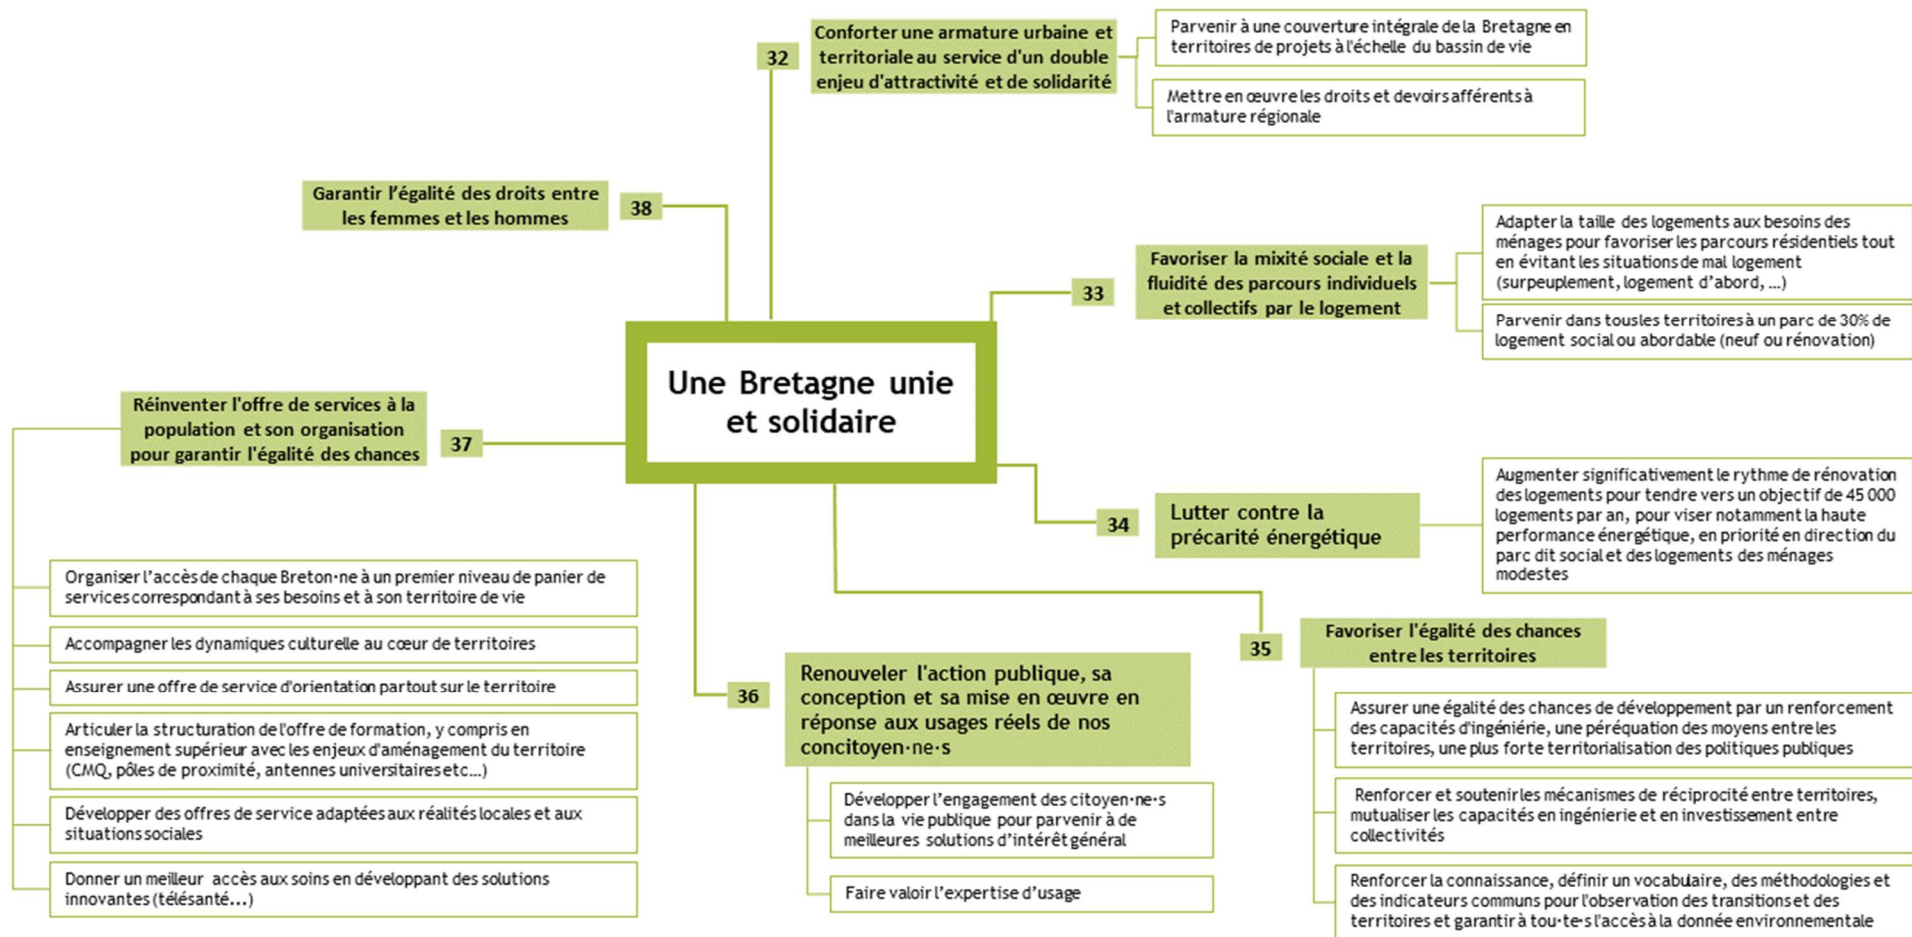 Une Bretagne unie
et solidaire
32
Conforter une armature urbaine et
territoriale au service d'un double
enjeu d'attractivité et de solidarité
Parvenir à une couverture intégrale de la Bretagne en
territoires de projets à l'échelle du bassin de vie
Mettre en œuvre les droits et devoirs afférents à
l'armature régionale
33
Favoriser la mixité sociale et la
fluidité des parcours individuels
et collectifs par le logement
Adapter la taille des logements aux besoins des
ménages pour favoriser les parcours résidentiels tout
en évitant les situations de mal logement
(surpeuplement, logement d’abord, …)
Parvenir dans tousles territoires à un parc de 30% de
logement social ou abordable (neuf ou rénovation)
34
Lutter contre la
précarité énergétique
Augmenter significativement le rythme de rénovation
des logements pour tendre vers un objectif de 45 000
logements par an, pour viser notamment la haute
performance énergétique, en priorité en direction du
parc dit social et des logements des ménages
modestes
35
Favoriser l'égalité des chances
entre les territoires
Assurer une égalité des chances de développement par un renforcement
des capacités d'ingéniérie, une péréquation des moyens entre les
territoires, une plus forte territorialisation des politiques publiques
Renforcer et soutenir les mécanismes de réciprocité entre territoires,
mutualiser les capacités en ingénierie et en investissement entre
collectivités
Renforcer la connaissance, définir un vocabulaire, des méthodologies et
des indicateurs communs pour l'observation des transitions et des
territoires et garantir à tou·te·s l'accès à la donnée environnementale
36
Renouveler l'action publique, sa
conception et sa mise en œuvre en
réponse aux usages réels de nos
concitoyen·ne·s
Développer l’engagement des citoyen·ne·s
dans la vie publique pour parvenir à de
meilleures solutions d’intérêt général
Faire valoir l’expertise d’usage
37
Réinventer l'offre de services à la
population et son organisation
pour garantir l'égalité des chances
Organiser l’accès de chaque Breton·ne à un premier niveau de panier de
services correspondant à ses besoins et à son territoire de vie
Accompagner les dynamiques culturelle au cœur de territoires
Assurer une offre de service d'orientation partout sur le territoire
Articuler la structuration de l'offre de formation, y compris en
enseignement supérieur avec les enjeux d'aménagement du territoire
(CMQ, pôles de proximité, antennes universitaires etc…)
Développer des offres de service adaptées aux réalités locales et aux
situations sociales
Donner un meilleur accès aux soins en développant des solutions
innovantes (télésanté...)
38
Garantir l’égalité des droits entre
les femmes et les hommes